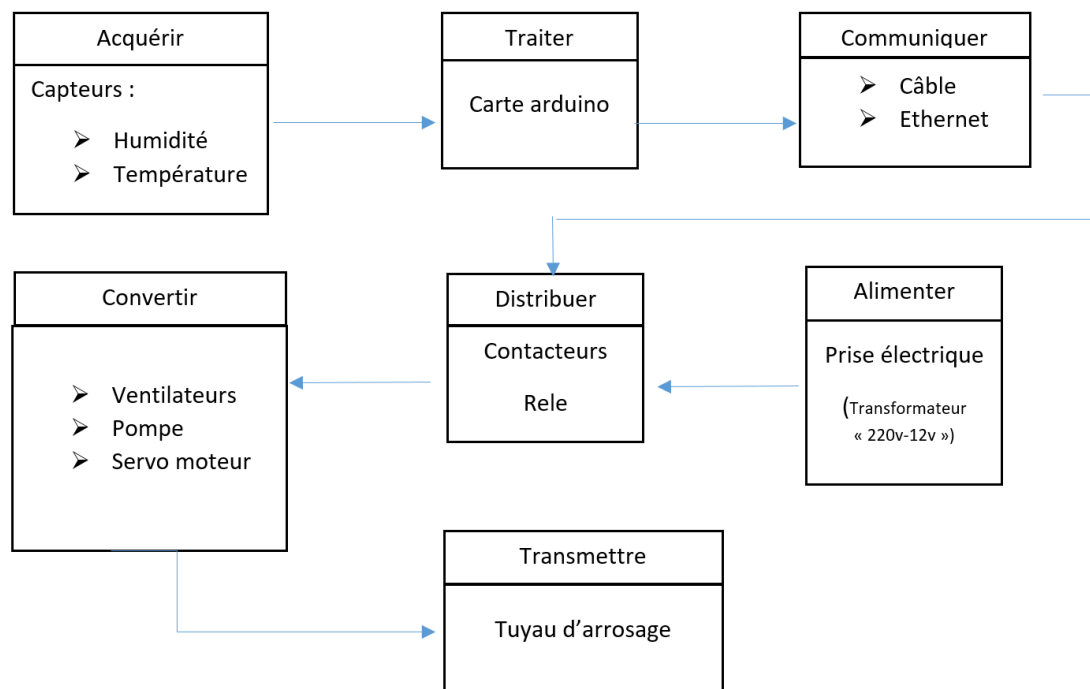 Acquérir
Capteurs :
➢ Humidité
➢ Température
Traiter
Carte arduino
Communiquer
➢ Câble
➢ Ethernet
Convertir
➢ Ventilateurs
➢ Pompe
➢ Servo moteur
Distribuer
Contacteurs
Rele
Alimenter
Prise électrique
(Transformateur
« 220v-12v »)
Transmettre
Tuyau d’arrosage